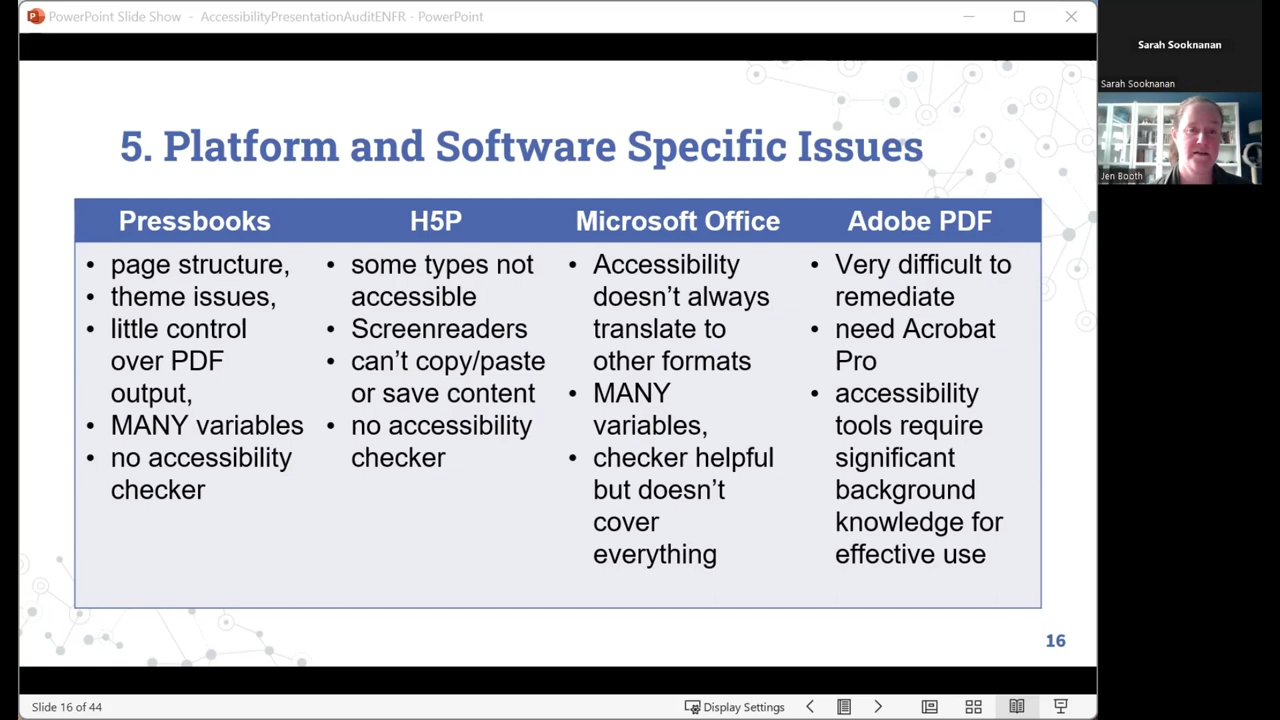 PowerPoint Slide Show - AccessibilityPresentationAuditENFR - PowerPoint
Sarah Sooknanan
Sarah Sooknanan
Jen Booth
5. Platform and Software Specific Issues
Pressbooks
• page structure,
• theme issues,
• little control
over PDF
output,
• MANY variables
• no accessibility
checker
H5P
• some types not
accessible
• Screenreaders
• can’t copy/paste
or save content
• no accessibility
checker
Microsoft Office
• Accessibility
doesn’t always
translate to
other formats
• MANY
variables,
• checker helpful
but doesn’t
cover
everything
Adobe PDF
• Very difficult to
remediate
• need Acrobat
Pro
• accessibility
tools require
significant
background
knowledge for
effective use
16
Slide 16 of 44
Display Settings